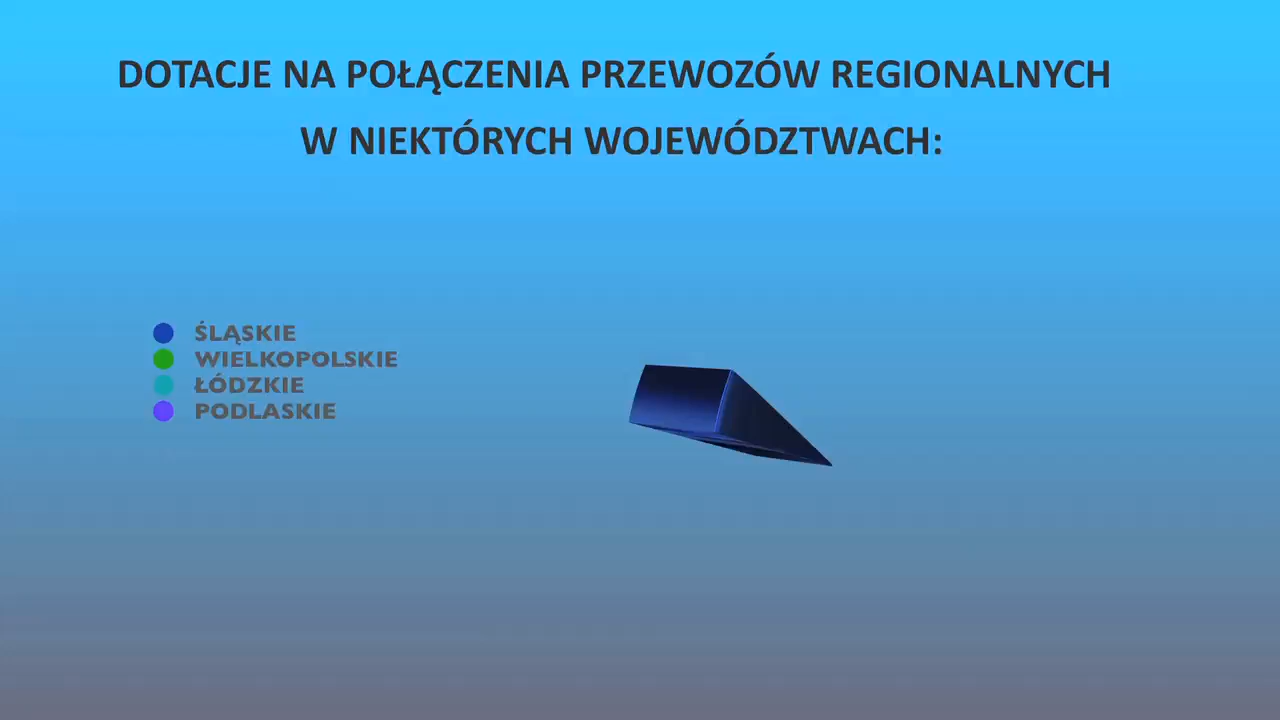 DOTACJE NA POŁĄCZENIA PRZEWOZÓW REGIONALNYCH
W NIEKTÓRYCH WOJEWÓDZTWACH:
ŚLĄSKIE
WIELKOPOLSKIE
ŁÓDZKIE
PODLASKIE